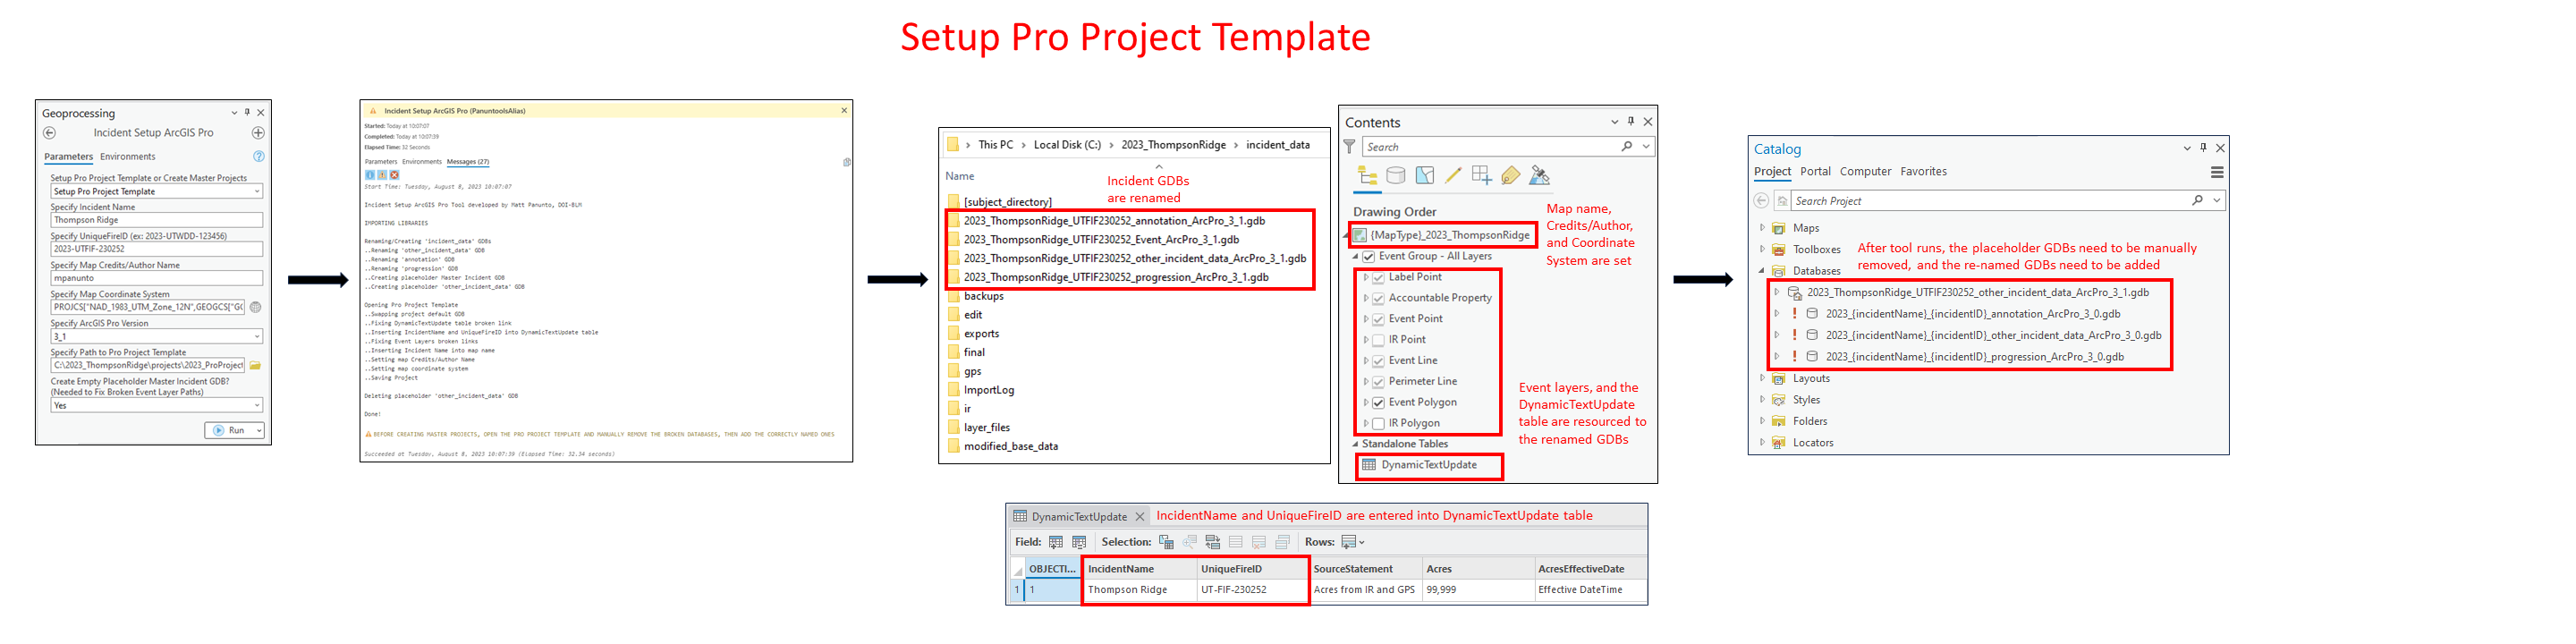 Setup Pro Project Template
Geoprocessing
Incident Setup ArcGIS Pro
Parameters Environments
Setup Pro Project Template or Create Master Projects
Setup Pro Project Template
Specify Incident Name
Thompson Ridge
Specify UniqueFireID (ex: 2023-UTWDD-123456)
2023-UTFIF-230252
Specify Map Credits/Author Name
mpanunto
Specify Map Coordinate System
PROJCS["NAD_1983_UTM_Zone_12N",GEOGCS["G
Specify ArcGIS Pro Version
3_1
Specify Path to Pro Project Template
C:\2023_ThompsonRidge\projects\2023_ProProject
Create Empty Placeholder Master Incident GDB?
(Needed to Fix Broken Event Layer Paths)
Yes
Run
Incident Setup ArcGIS Pro (PanuntoolsAlias)
Started: Today at 10:07:07
Completed: Today at 10:07:39
Elapsed Time: 32 Seconds
Parameters Environments Messages (27)
Start Time: Tuesday, August 8, 2023 10:07:07
Incident Setup ArcGIS Pro Tool developed by Matt Panunto, DOI-BLM
IMPORTING LIBRARIES
Renaming/Creating 'incident_data' GDBs
..Renaming 'other_incident_data' GDB
..Renaming 'annotation' GDB
..Renaming 'progression' GDB
..Creating placeholder Master Incident GDB
..Creating placeholder 'other_incident_data' GDB
Opening Pro Project Template
..Swapping project default GDB
..Fixing DynamicTextUpdate table broken link
..Inserting IncidentName and UniqueFireID into DynamicTextUpdate table
..Fixing Event Layers broken links
..Inserting Incident Name into map name
..Setting map Credits/Author Name
..Setting map coordinate system
..Saving Project
Deleting placeholder 'other_incident_data' GDB
Done!
BEFORE CREATING MASTER PROJECTS, OPEN THE PRO PROJECT TEMPLATE AND MANUALLY REMOVE THE BROKEN DATABASES, THEN ADD THE CORRECTLY NAMED ONES
Succeeded at Tuesday, August 8, 2023 10:07:39 (Elapsed Time: 32.34 seconds)
This PC > Local Disk (C:) > 2023_ThompsonRidge > incident_data
Name
Incident GDBs
are renamed
[subject_directory]
2023_ThompsonRidge_UTFIF230252_annotation_ArcPro_3_1.gdb
2023_ThompsonRidge_UTFIF230252_Event_ArcPro_3_1.gdb
2023_ThompsonRidge_UTFIF230252_other_incident_data_ArcPro_3_1.gdb
2023_ThompsonRidge_UTFIF230252_progression_ArcPro_3_1.gdb
backups
edit
exports
final
gps
ImportLog
ir
layer_files
modified_base_data
Contents
Search
Drawing Order
{MapType}_2023_ThompsonRidge
Event Group - All Layers
Label Point
Accountable Property
Event Point
IR Point
Event Line
Perimeter Line
Event Polygon
IR Polygon
Standalone Tables
DynamicTextUpdate
Map name,
Credits/Author,
and Coordinate
System are set
Event layers, and the
DynamicTextUpdate
table are resourced to
the renamed GDBs
Catalog
Project Portal Computer Favorites
Search Project
Maps
Toolboxes
After tool runs, the placeholder GDBs need to be manually
removed, and the re-named GDBs need to be added
Databases
2023_ThompsonRidge_UTFIF230252_other_incident_data_ArcPro_3_1.gdb
2023_{incidentName}_{incidentID}_annotation_ArcPro_3_0.gdb
2023_{incidentName}_{incidentID}_other_incident_data_ArcPro_3_0.gdb
2023_{incidentName}_{incidentID}_progression_ArcPro_3_0.gdb
Layouts
Styles
Folders
Locators
DynamicTextUpdate
IncidentName and UniqueFireID are entered into DynamicTextUpdate table
Field: Selection: Rows:
OBJECTI... IncidentName UniqueFireID SourceStatement Acres AcresEffectiveDate
1 1 Thompson Ridge UT-FIF-230252 Acres from IR and GPS 99,999 Effective DateTime